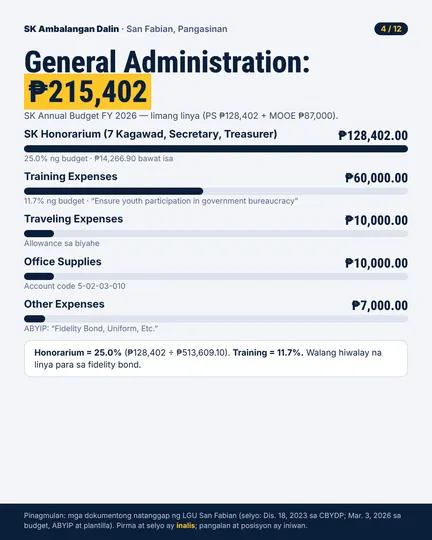 SK Ambalangan Dalin · San Fabian, Pangasinan
4 / 12
General Administration:
₱215,402
SK Annual Budget FY 2026 — limang linya (PS ₱128,402 + MOOE ₱87,000).
SK Honorarium (7 Kagawad, Secretary, Treasurer)
₱128,402.00
25.0% ng budget · ₱14,266.90 bawat isa
Training Expenses
₱60,000.00
11.7% ng budget · “Ensure youth participation in government bureaucracy”
Traveling Expenses
₱10,000.00
Allowance sa biyahe
Office Supplies
₱10,000.00
Account code 5-02-03-010
Other Expenses
₱7,000.00
ABYIP: “Fidelity Bond, Uniform, Etc.”
Honorarium = 25.0% (₱128,402 ÷ ₱513,609.10). Training = 11.7%. Walang hiwalay na
linya para sa fidelity bond.
Pinagmulan: mga dokumentong natanggap ng LGU San Fabian (selyo: Dis. 18, 2023 sa CBYDP; Mar. 3, 2026 sa
budget, ABYIP at plantilla). Pirma at selyo ay inalis; pangalan at posisyon ay iniwan.